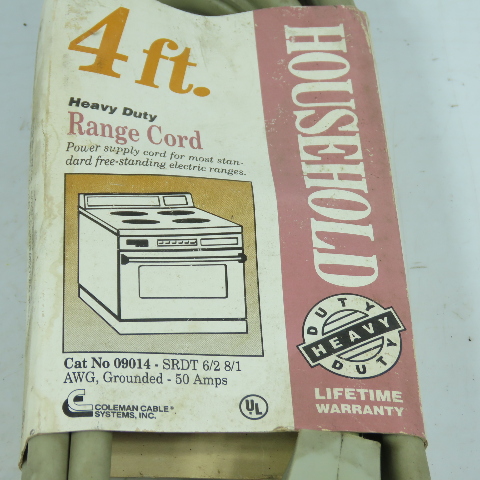 4 ft.
Heavy Duty
Range Cord
Power supply cord for most stan-
dard free-standing electric ranges.
Cat No 09014 · SRDT 6/2 8/1
AWG, Grounded - 50 Amps
COLEMAN CABLE®
SYSTEMS, INC.
UL
HOUSEHOLD
DUTY
HEAVY
DUTY
LIFETIME
WARRANTY